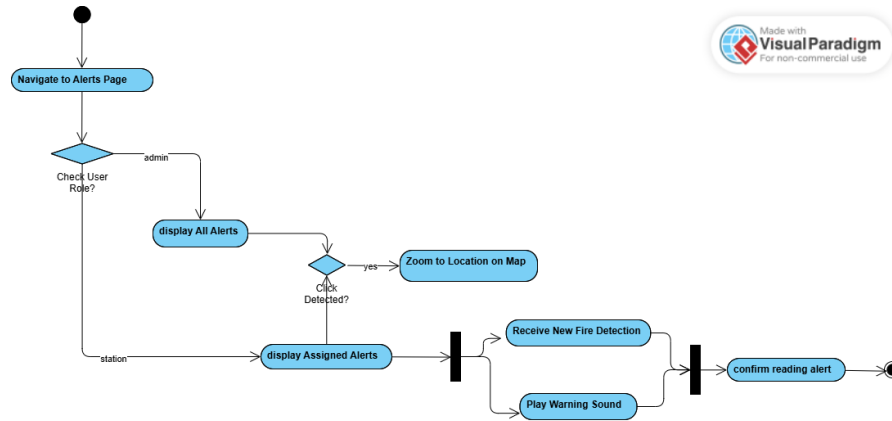 Made with
VisualParadigm
For non-commercial use
Navigate to Alerts Page
Check User
Role?
admin
display All Alerts
Click
Detected?
yes
Zoom to Location on Map
station
display Assigned Alerts
Receive New Fire Detection
Play Warning Sound
confirm reading alert